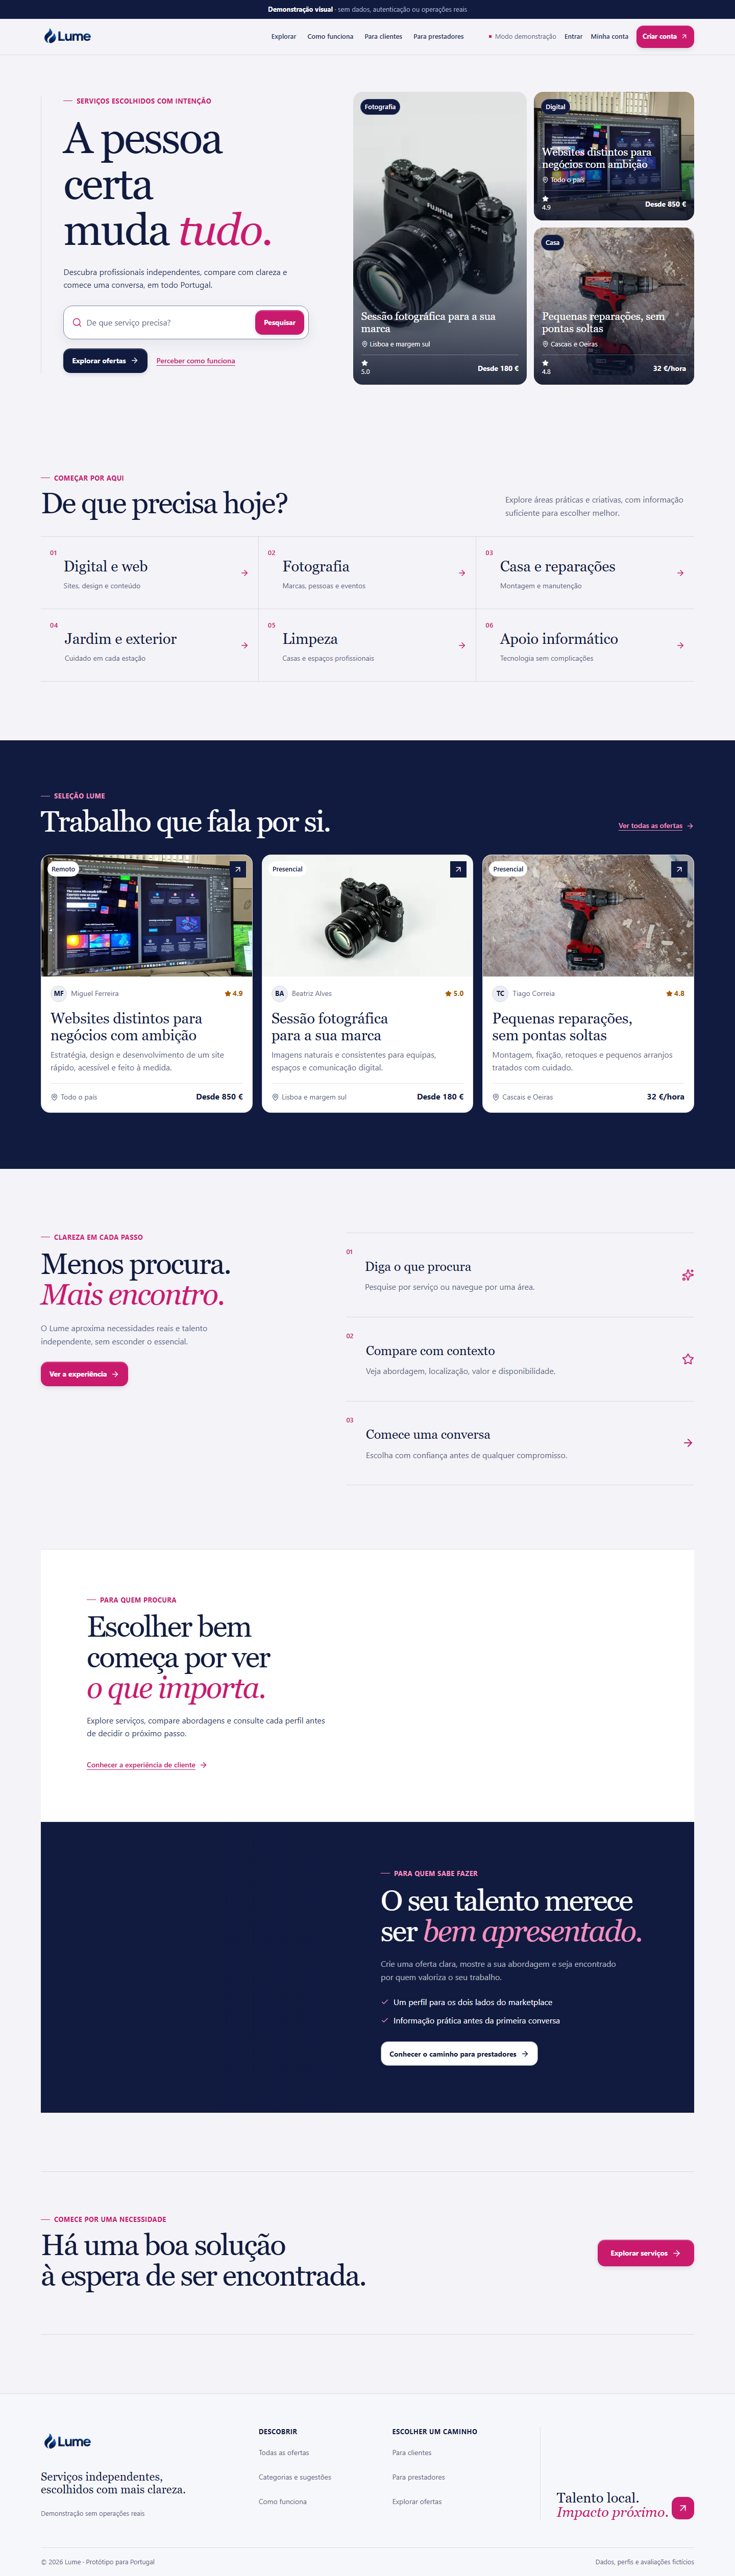 Demonstração visual · sem dados, autenticação ou operações reais
Lume
Explorar
Como funciona
Para clientes
Para prestadores
Modo demonstração
Entrar
Minha conta
Criar conta
SERVIÇOS ESCOLHIDOS COM INTENÇÃO
A pessoa
certa
muda tudo.
Descubra profissionais independentes, compare com clareza e
comece uma conversa, em todo Portugal.
De que serviço precisa?
Pesquisar
Explorar ofertas
Perceber como funciona
Fotografia
FUJIFILM
Sessão fotográfica para a sua
marca
Lisboa e margem sul
5.0
Desde 180 €
Digital
Websites distintos para
negócios com ambição
Todo o país
4.9
Desde 850 €
Casa
Pequenas reparações, sem
pontas soltas
Cascais e Oeiras
4.8
32 €/hora
COMEÇAR POR AQUI
De que precisa hoje?
Explore áreas práticas e criativas, com informação
suficiente para escolher melhor.
01
Digital e web
Sites, design e conteúdo
02
Fotografia
Marcas, pessoas e eventos
03
Casa e reparações
Montagem e manutenção
04
Jardim e exterior
Cuidado em cada estação
05
Limpeza
Casas e espaços profissionais
06
Apoio informático
Tecnologia sem complicações
SELEÇÃO LUME
Trabalho que fala por si.
Ver todas as ofertas
Remoto
MF
Miguel Ferreira
4.9
Websites distintos para
negócios com ambição
Estratégia, design e desenvolvimento de um site
rápido, acessível e feito à medida.
Todo o país
Desde 850 €
Presencial
BA
Beatriz Alves
5.0
Sessão fotográfica
para a sua marca
Imagens naturais e consistentes para equipas,
espaços e comunicação digital.
Lisboa e margem sul
Desde 180 €
Presencial
TC
Tiago Correia
4.8
Pequenas reparações,
sem pontas soltas
Montagem, fixação, retoques e pequenos arranjos
tratados com cuidado.
Cascais e Oeiras
32 €/hora
CLAREZA EM CADA PASSO
Menos procura.
Mais encontro.
O Lume aproxima necessidades reais e talento
independente, sem esconder o essencial.
Ver a experiência
01
Diga o que procura
Pesquise por serviço ou navegue por uma área.
02
Compare com contexto
Veja abordagem, localização, valor e disponibilidade.
03
Comece uma conversa
Escolha com confiança antes de qualquer compromisso.
PARA QUEM PROCURA
Escolher bem
começa por ver
o que importa.
Explore serviços, compare abordagens e consulte cada perfil antes
de decidir o próximo passo.
Conhecer a experiência de cliente
PARA QUEM SABE FAZER
O seu talento merece
ser bem apresentado.
Crie uma oferta clara, mostre a sua abordagem e seja encontrado
por quem valoriza o seu trabalho.
Um perfil para os dois lados do marketplace
Informação prática antes da primeira conversa
Conhecer o caminho para prestadores
COMECE POR UMA NECESSIDADE
Há uma boa solução
à espera de ser encontrada.
Explorar serviços
Lume
Serviços independentes,
escolhidos com mais clareza.
Demonstração sem operações reais
DESCOBRIR
Todas as ofertas
Categorias e sugestões
Como funciona
ESCOLHER UM CAMINHO
Para clientes
Para prestadores
Explorar ofertas
Talento local.
Impacto próximo.
© 2026 Lume · Protótipo para Portugal
Dados, perfis e avaliações fictícios